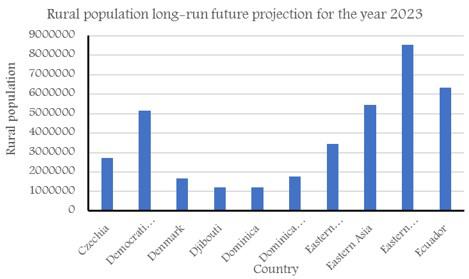 Rural population long-run future projection for the year 2023
Rural population
9000000
8000000
7000000
6000000
5000000
4000000
3000000
2000000
1000000
0
Czechia
Democrati...
Denmark
Djibouti
Dominica
Dominica...
Eastern...
Eastern Asia
Eastern...
Ecuador
Country